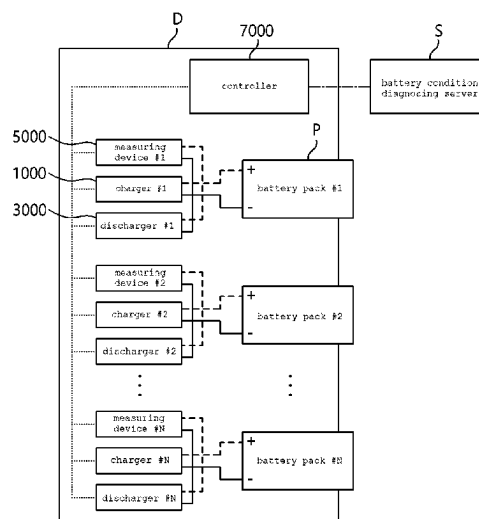 D
7000
S
controller
battery condition
diagnosing server
5000
measuring
device #1
P
1000
charger #1
+
battery pack #1
-
3000
discharger #1
measuring
device #2
charger #2
+
battery pack #2
-
discharger #2
measuring
device #N
charger #N
+
battery pack #N
-
discharger #N